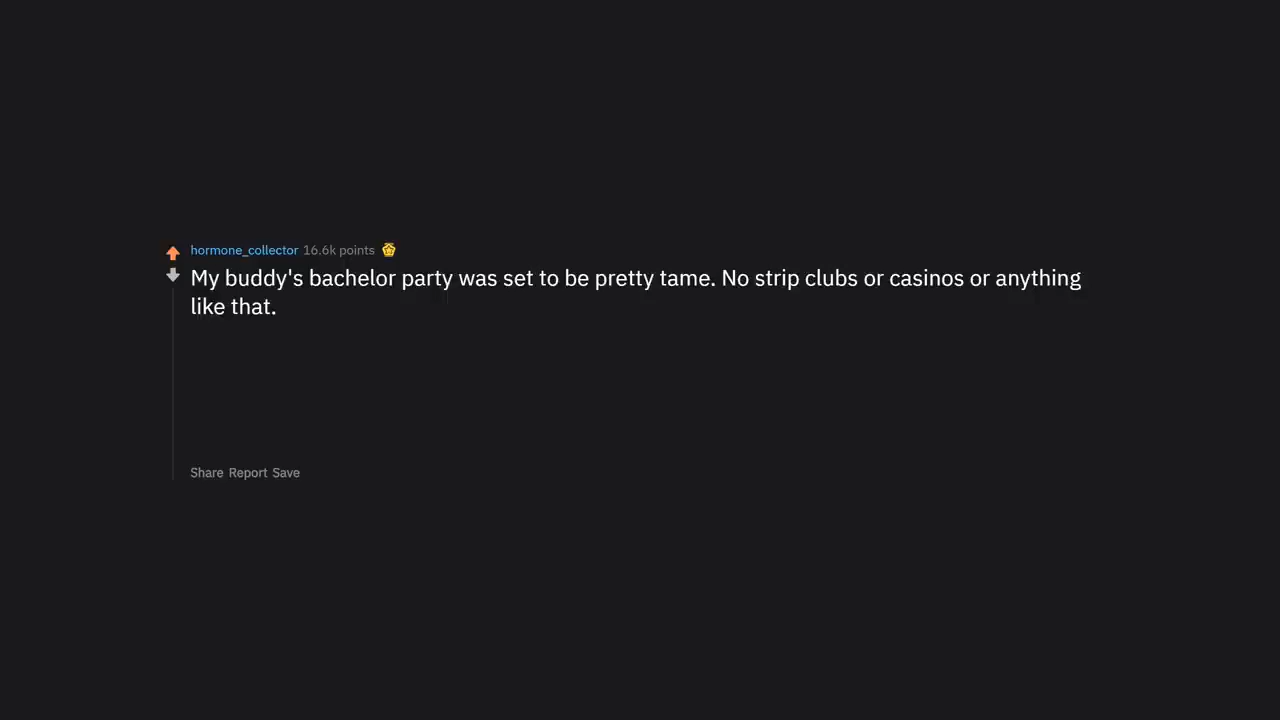 hormone_collector 16.6k points
My buddy's bachelor party was set to be pretty tame. No strip clubs or casinos or anything
like that.
Share Report Save